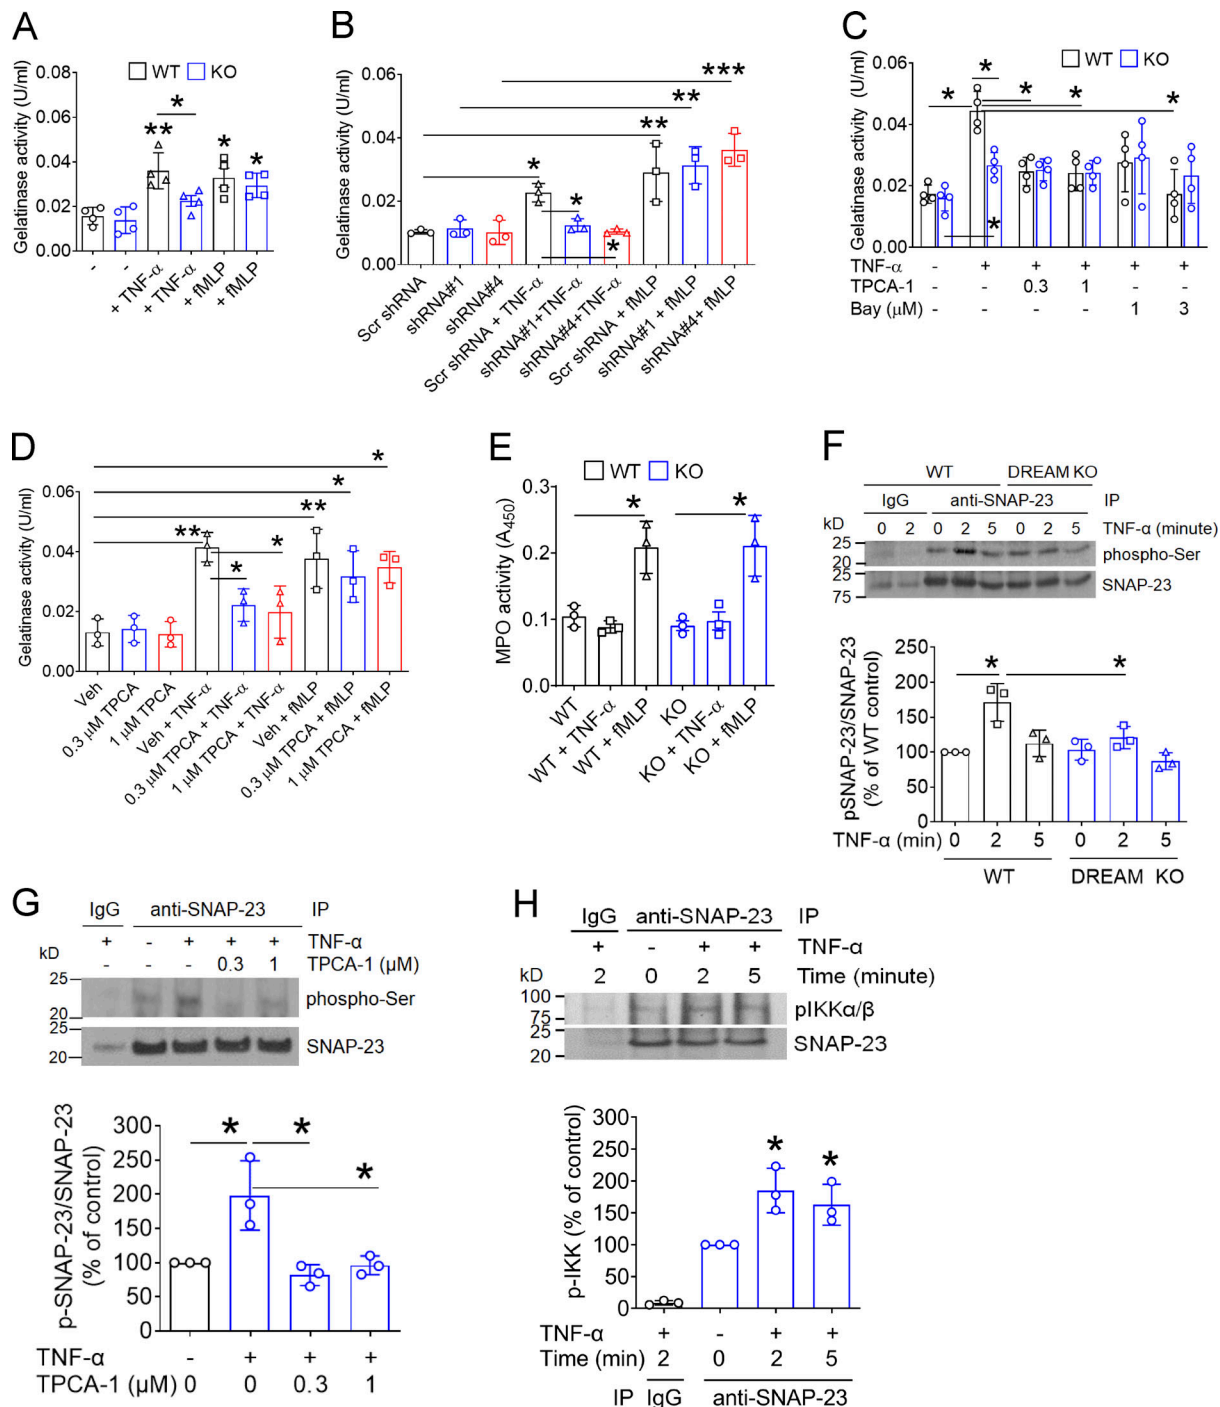 A
WT KO
Gelatinase activity (U/ml)
0.08
0.06
0.04
0.02
0.00
** * * *
-
-
+ TNF-α
+ TNF-α
+ fMLP
+ fMLP
B
Gelatinase activity (U/ml)
0.06
0.04
0.02
0.00
***
**
**
*
*
*
Scr shRNA
shRNA#1
shRNA#4
Scr shRNA + TNF-α
shRNA#1+TNF-α
shRNA#4+TNF-α
Scr shRNA + fMLP
shRNA#1 + fMLP
shRNA#4+ fMLP
C
WT KO
Gelatinase activity (U/ml)
0.06
0.04
0.02
0.00
* * * * *
*
TNF-α - + + + + +
TPCA-1 - - 0.3 1 - -
Bay (μM) - - - - 1 3
D
Gelatinase activity (U/ml)
0.06
0.04
0.02
0.00
*
*
**
**
*
*
Veh
0.3 μM TPCA
1 μM TPCA
Veh + TNF-α
0.3 μM TPCA + TNF-α
1 μM TPCA + TNF-α
Veh + fMLP
0.3 μM TPCA + fMLP
1 μM TPCA + fMLP
E
WT KO
MPO activity (A450)
0.3
0.2
0.1
0.0
* *
WT
WT + TNF-α
WT + fMLP
KO
KO + TNF-α
KO + fMLP
F
WT DREAM KO
IgG anti-SNAP-23 IP
kD 0 2 0 2 5 0 2 5 TNF-α (minute)
25
20
phospho-Ser
25
75
SNAP-23
pSNAP-23/SNAP-23
(% of WT control)
250
200
150
100
50
0
* *
TNF-α (min) 0 2 5 0 2 5
WT DREAM KO
G
IgG anti-SNAP-23 IP
+ - + + + TNF-α
kD
- - - 0.3 1 TPCA-1 (μM)
25
20
phospho-Ser
25
20
SNAP-23
p-SNAP-23/SNAP-23
(% of control)
300
250
200
150
100
50
0
* *
*
TNF-α - + + +
TPCA-1 (μM) 0 0 0.3 1
H
IgG anti-SNAP-23 IP
+ - + + TNF-α
kD 2 0 2 5 Time (minute)
100
75
pIKKα/β
25
20
SNAP-23
p-IKK (% of control)
300
250
200
150
100
50
0
* *
TNF-α + - + +
Time (min) 2 0 2 5
IP IgG anti-SNAP-23